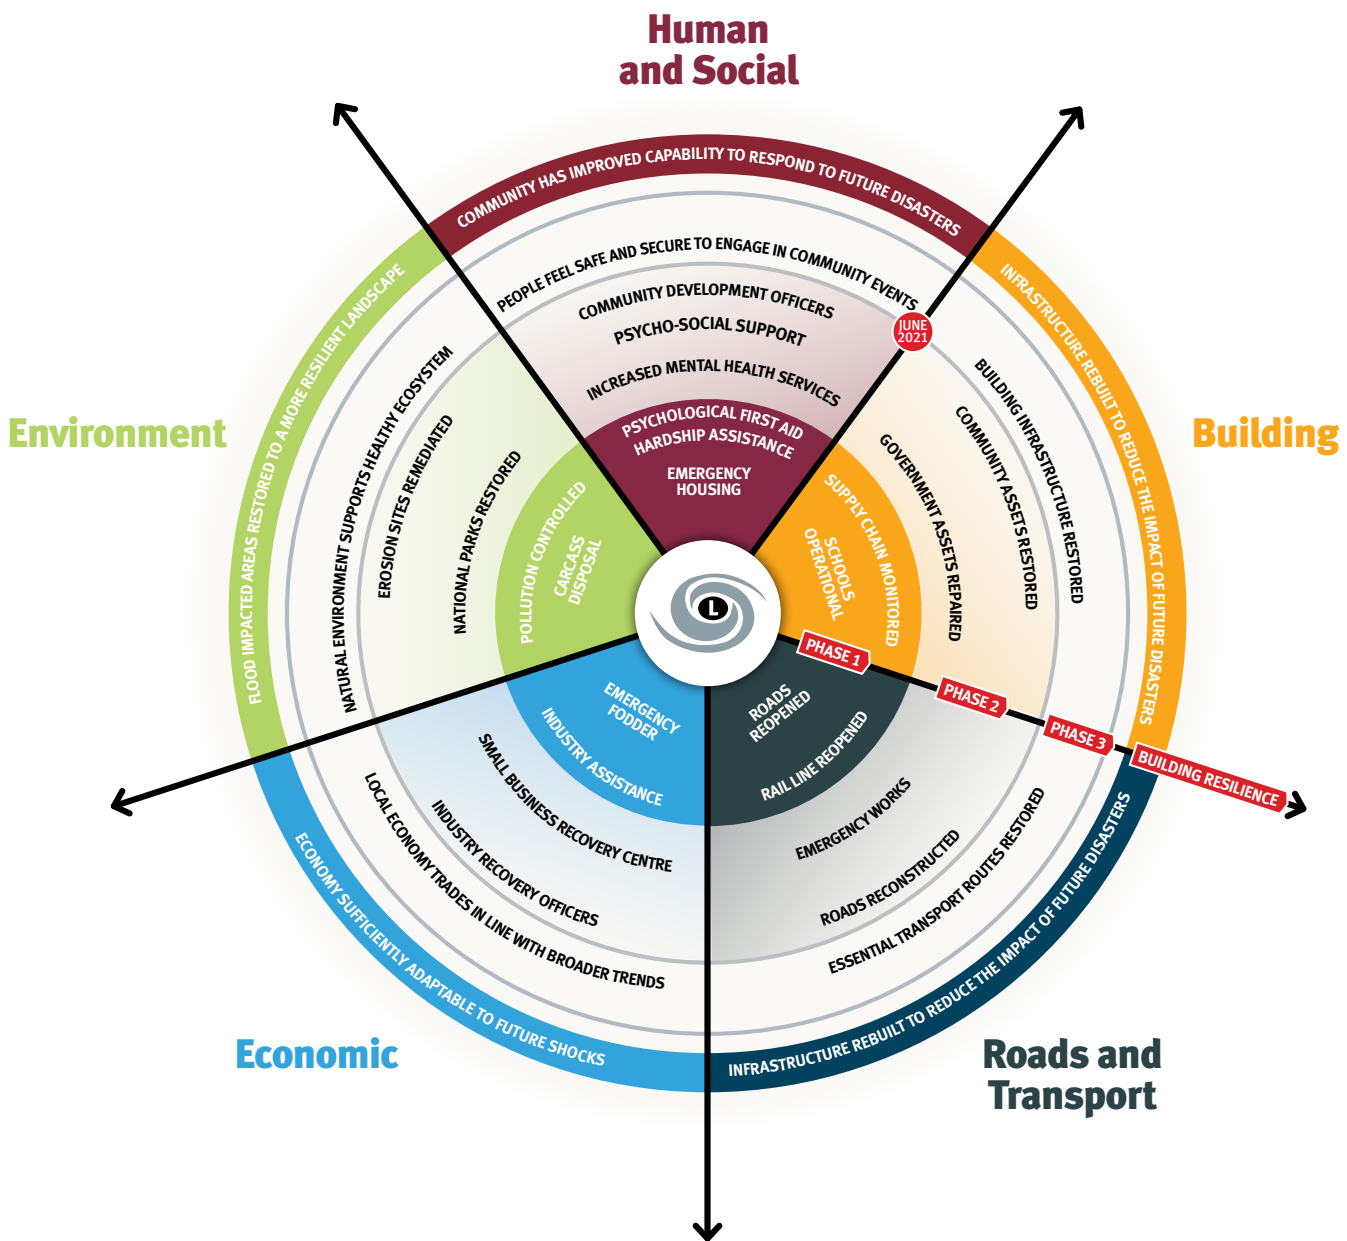 Human
and Social
COMMUNITY HAS IMPROVED CAPABILITY TO RESPOND TO FUTURE DISASTERS
PEOPLE FEEL SAFE AND SECURE TO ENGAGE IN COMMUNITY EVENTS
COMMUNITY DEVELOPMENT OFFICERS
PSYCHO-SOCIAL SUPPORT
INCREASED MENTAL HEALTH SERVICES
PSYCHOLOGICAL FIRST AID
HARDSHIP ASSISTANCE
EMERGENCY
HOUSING
JUNE
2021
Building
INFRASTRUCTURE REBUILT TO REDUCE THE IMPACT OF FUTURE DISASTERS
BUILDING INFRASTRUCTURE RESTORED
COMMUNITY ASSETS RESTORED
GOVERNMENT ASSETS REPAIRED
SUPPLY CHAIN MONITORED
SCHOOLS
OPERATIONAL
PHASE 1
PHASE 2
PHASE 3
BUILDING RESILIENCE
Roads and
Transport
ROADS
REOPENED
RAIL LINE REOPENED
EMERGENCY WORKS
ROADS RECONSTRUCTED
ESSENTIAL TRANSPORT ROUTES RESTORED
INFRASTRUCTURE REBUILT TO REDUCE THE IMPACT OF FUTURE DISASTERS
Economic
EMERGENCY
FODDER
INDUSTRY ASSISTANCE
SMALL BUSINESS RECOVERY CENTRE
INDUSTRY RECOVERY OFFICERS
LOCAL ECONOMY TRADES IN LINE WITH BROADER TRENDS
ECONOMY SUFFICIENTLY ADAPTABLE TO FUTURE SHOCKS
Environment
FLOOD IMPACTED AREAS RESTORED TO A MORE RESILIENT LANDSCAPE
NATURAL ENVIRONMENT SUPPORTS HEALTHY ECOSYSTEM
EROSION SITES REMEDIATED
NATIONAL PARKS RESTORED
POLLUTION CONTROLLED
CARCASS
DISPOSAL
L